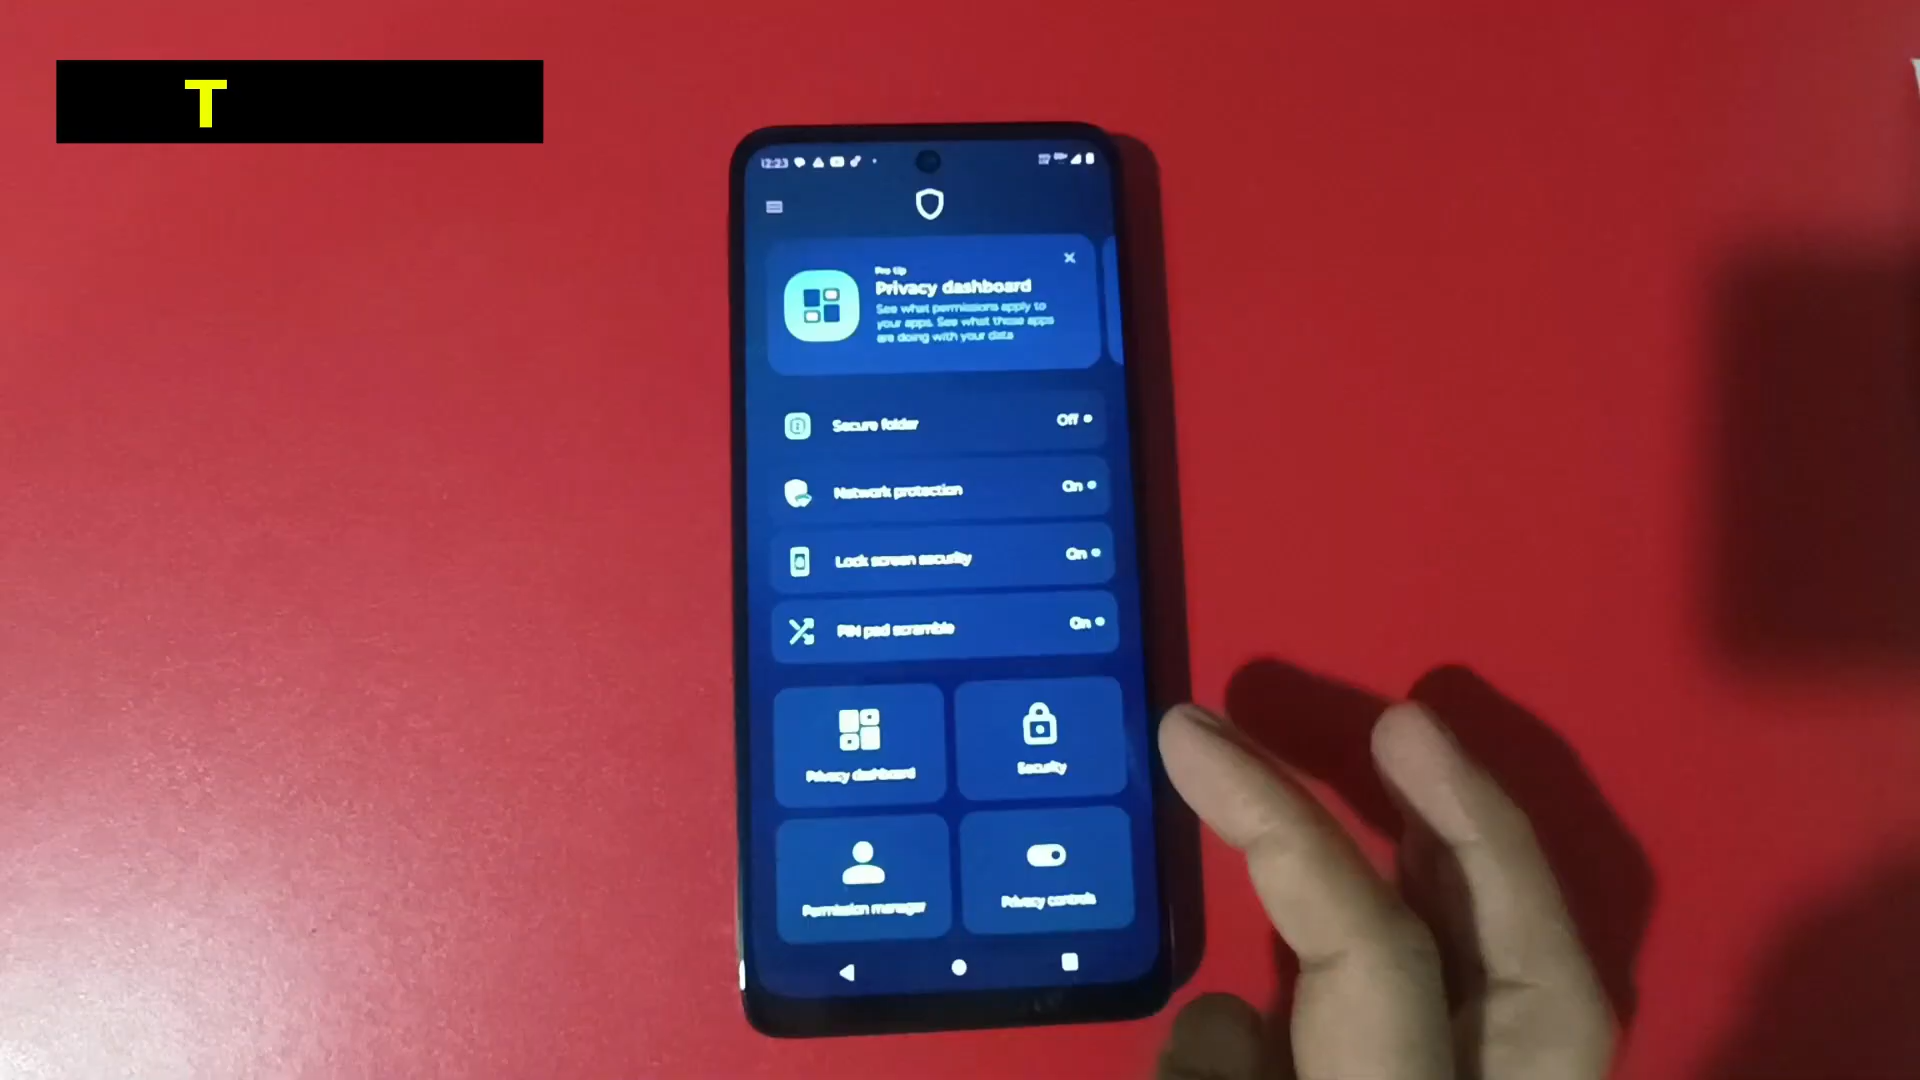 T
12:23
Pro tip
Privacy dashboard
See what permissions apply to
your apps. See what those apps
are doing with your data
Secure folder Off
Network protection On
Lock screen security On
PIN pad scramble On
Privacy dashboard
Security
Permission manager
Privacy controls